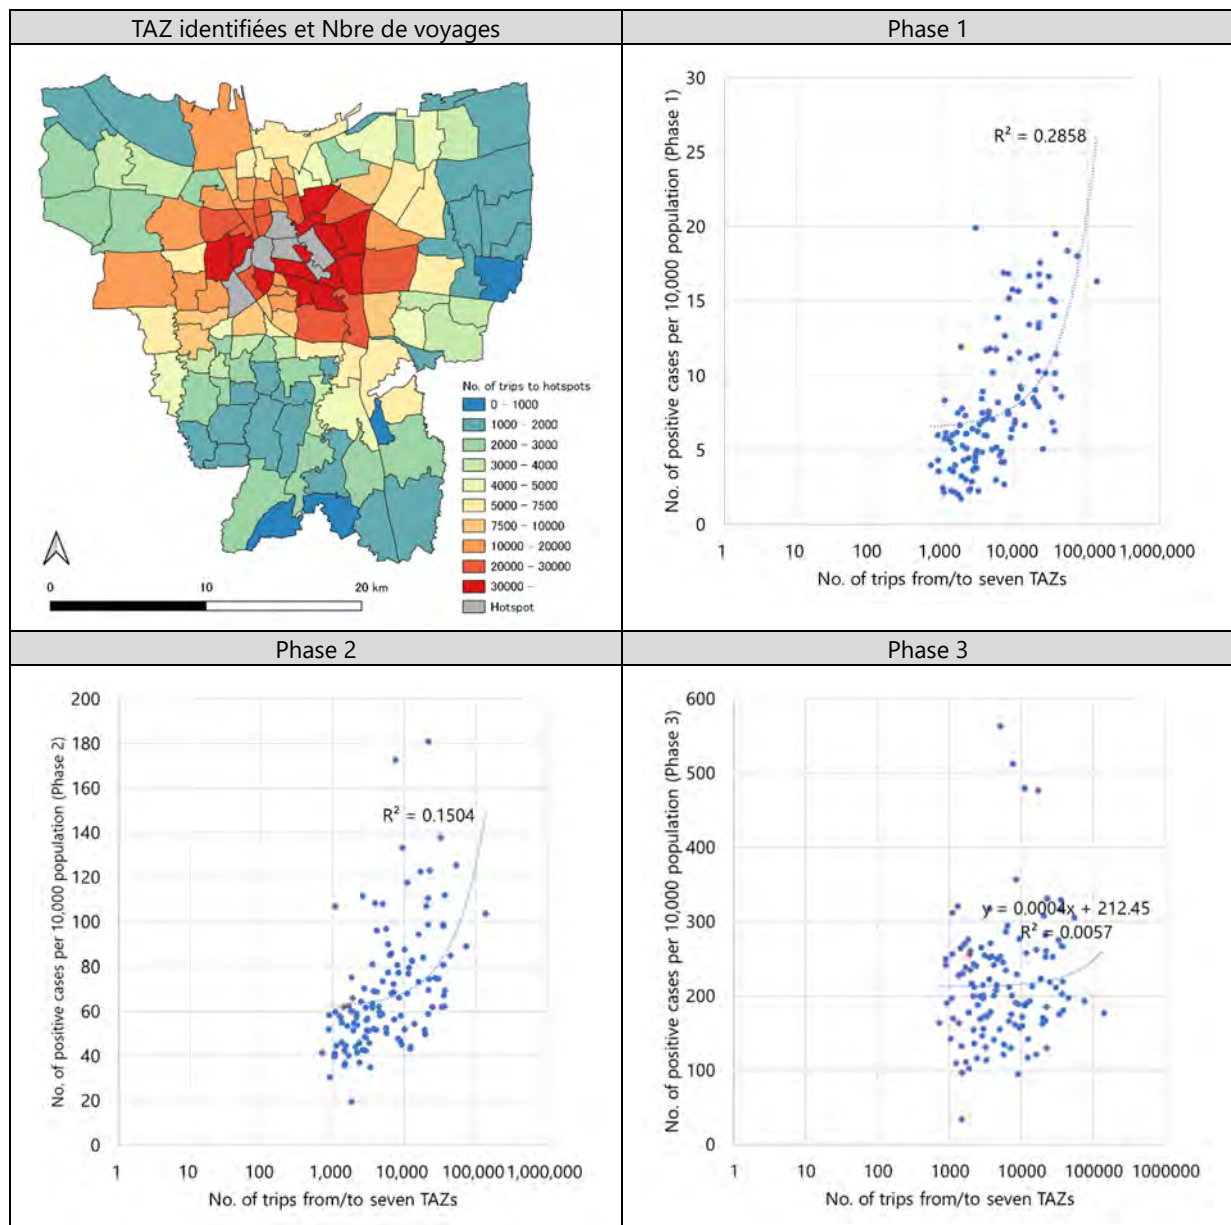 TAZ identifiées et Nbre de voyages
Phase 1
No. of trips to hotspots
0 - 1000
1000 - 2000
2000 - 3000
3000 - 4000
4000 - 5000
5000 - 7500
7500 - 10000
10000 - 20000
20000 - 30000
30000 -
Hotspot
0 10 20 km
No. of positive cases per 10,000 population (Phase 1)
30
25
20
15
10
5
0
R² = 0.2858
1 10 100 1,000 10,000 100,000 1,000,000
No. of trips from/to seven TAZs
Phase 2
Phase 3
No. of positive cases per 10,000 population (Phase 2)
200
180
160
140
120
100
80
60
40
20
0
R² = 0.1504
1 10 100 1,000 10,000 100,000 1,000,000
No. of trips from/to seven TAZs
No. of positive cases per 10,000 population (Phase 3)
600
500
400
300
200
100
0
y = 0.0004x + 212.45
R² = 0.0057
1 10 100 1000 10000 100000 1000000
No. of trips from/to seven TAZs